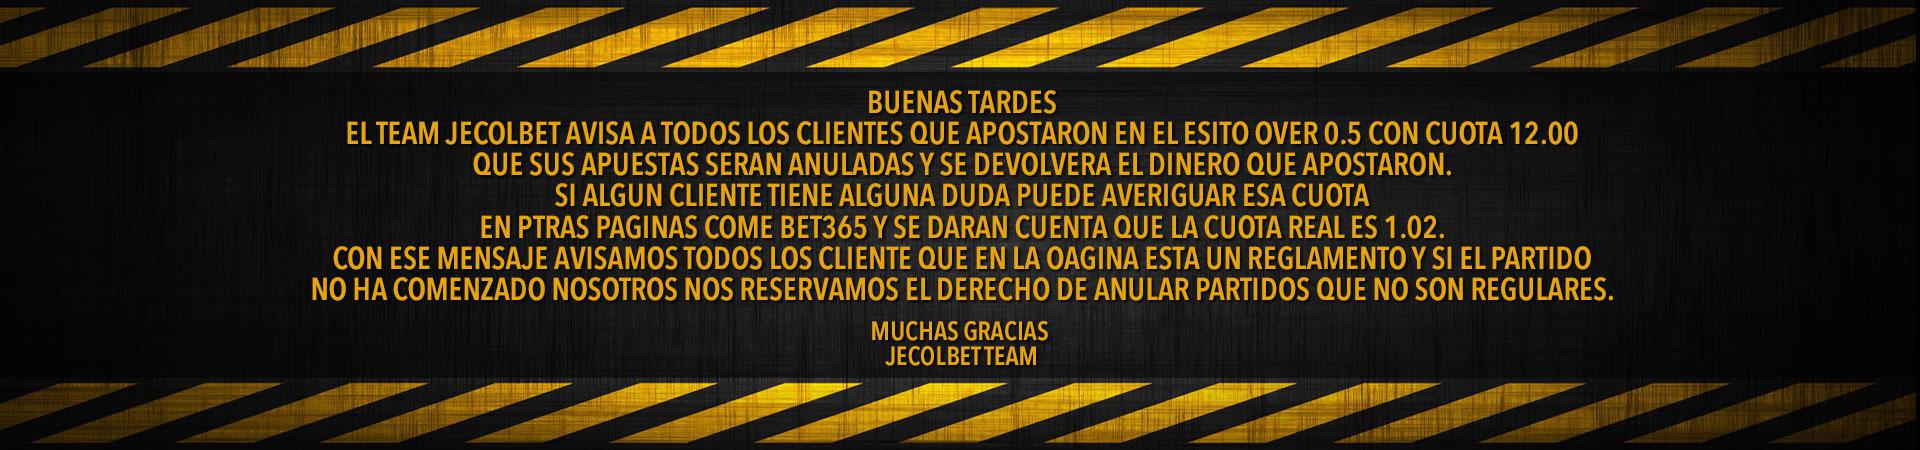 BUENAS TARDES
EL TEAM JECOLBET AVISA A TODOS LOS CLIENTES QUE APOSTARON EN EL ESITO OVER 0.5 CON CUOTA 12.00
QUE SUS APUESTAS SERAN ANULADAS Y SE DEVOLVERA EL DINERO QUE APOSTARON.
SI ALGUN CLIENTE TIENE ALGUNA DUDA PUEDE AVERIGUAR ESA CUOTA
EN PTRAS PAGINAS COME BET365 Y SE DARAN CUENTA QUE LA CUOTA REAL ES 1.02.
CON ESE MENSAJE AVISAMOS TODOS LOS CLIENTE QUE EN LA OAGINA ESTA UN REGLAMENTO Y SI EL PARTIDO
NO HA COMENZADO NOSOTROS NOS RESERVAMOS EL DERECHO DE ANULAR PARTIDOS QUE NO SON REGULARES.
MUCHAS GRACIAS
JECOLBET TEAM